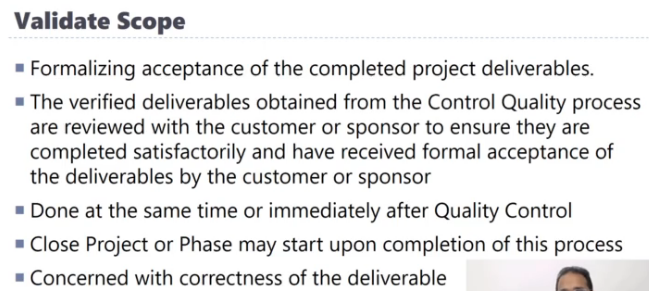 Validate Scope
Formalizing acceptance of the completed project deliverables.
The verified deliverables obtained from the Control Quality process
are reviewed with the customer or sponsor to ensure they are
completed satisfactorily and have received formal acceptance of
the deliverables by the customer or sponsor
Done at the same time or immediately after Quality Control
Close Project or Phase may start upon completion of this process
Concerned with correctness of the deliverable